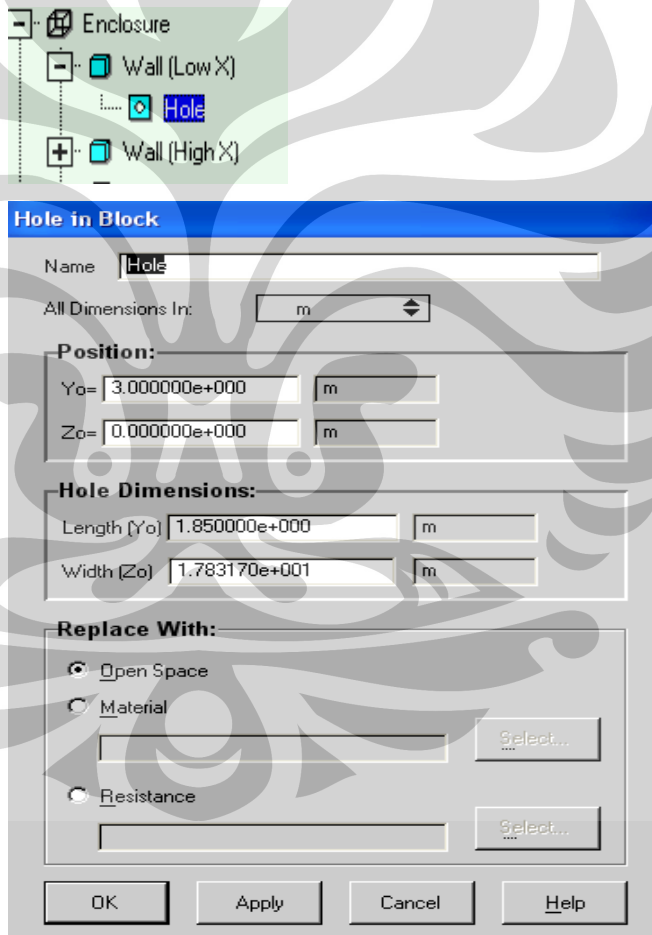 Enclosure
Wall (Low X)
Hole
Wall (High X)
Hole in Block
Name Hole
All Dimensions In: m
Position:
Yo= 3.000000e+000 m
Zo= 0.000000e+000 m
Hole Dimensions:
Length (Yo) 1.850000e+000 m
Width (Zo) 1.783170e+001 m
Replace With:
Open Space
Material
Select...
Resistance
Select...
OK Apply Cancel Help